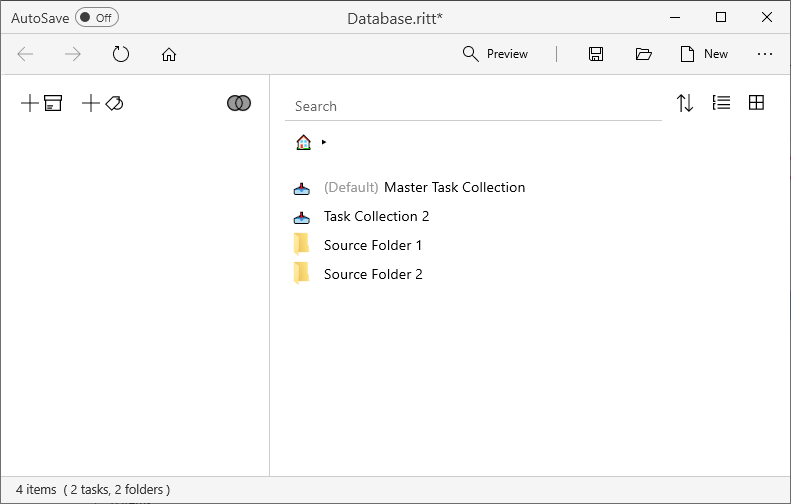 AutoSave Off Database.ritt*
Preview New
Search
(Default) Master Task Collection
Task Collection 2
Source Folder 1
Source Folder 2
4 items ( 2 tasks, 2 folders )